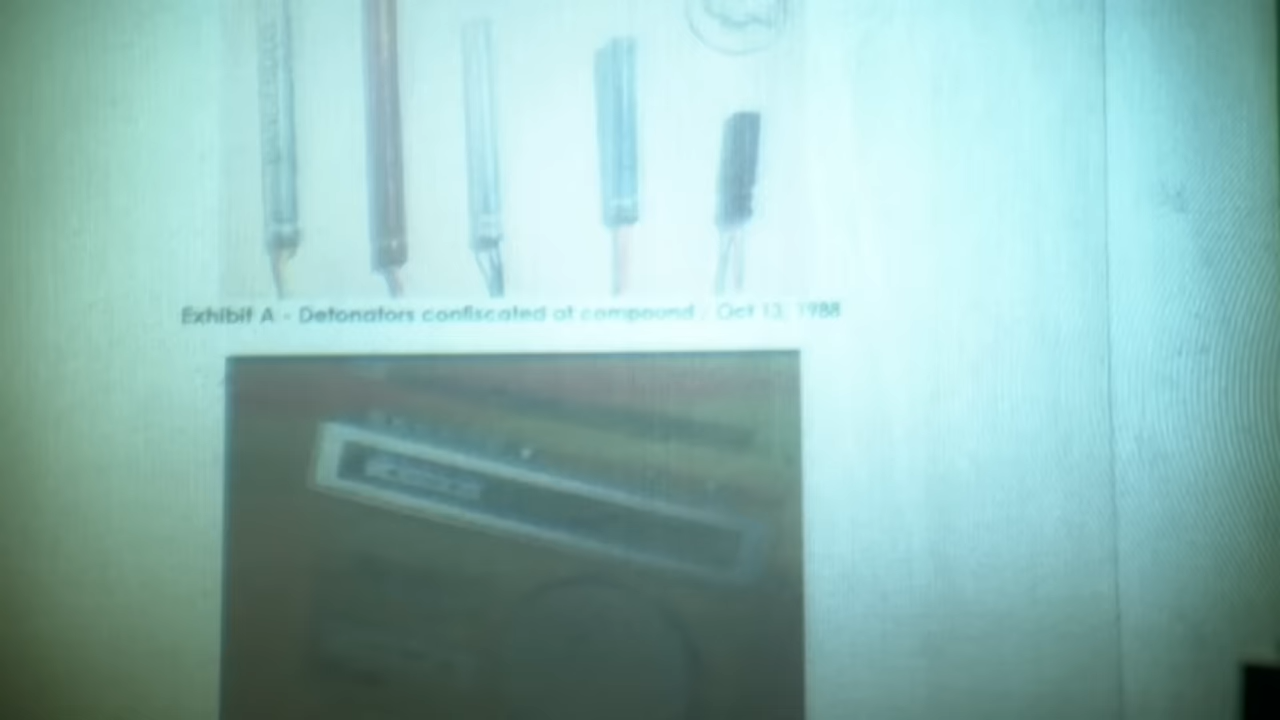 Exhibit A - Detonators confiscated at compound / Oct 13, 1988